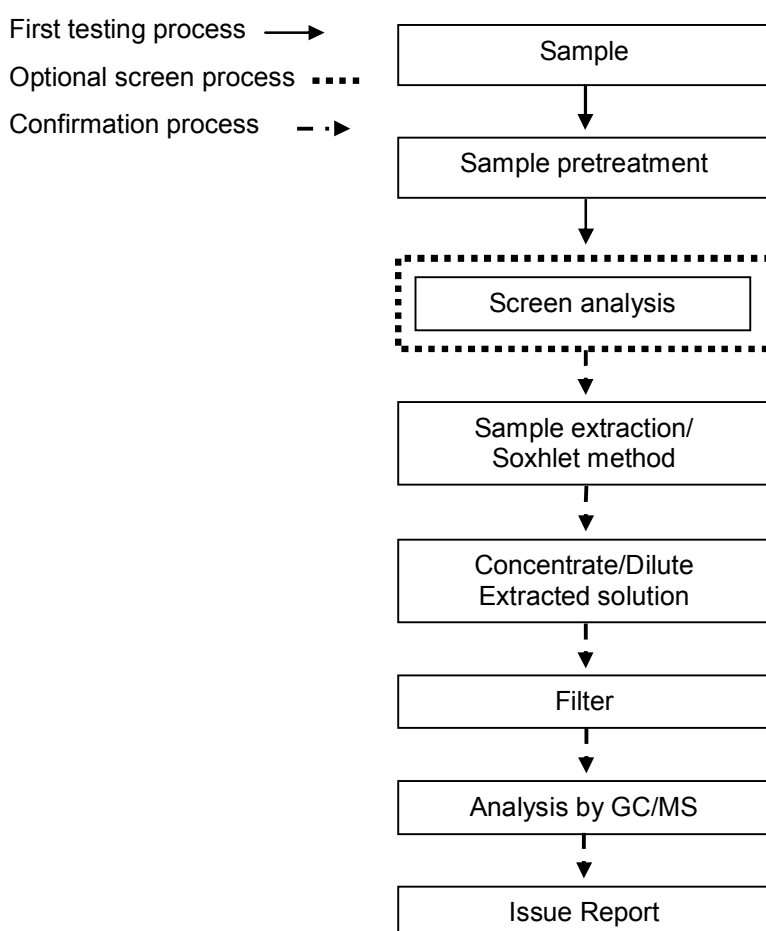 First testing process
Optional screen process
Confirmation process
Sample
Sample pretreatment
Screen analysis
Sample extraction/
Soxhlet method
Concentrate/Dilute
Extracted solution
Filter
Analysis by GC/MS
Issue Report